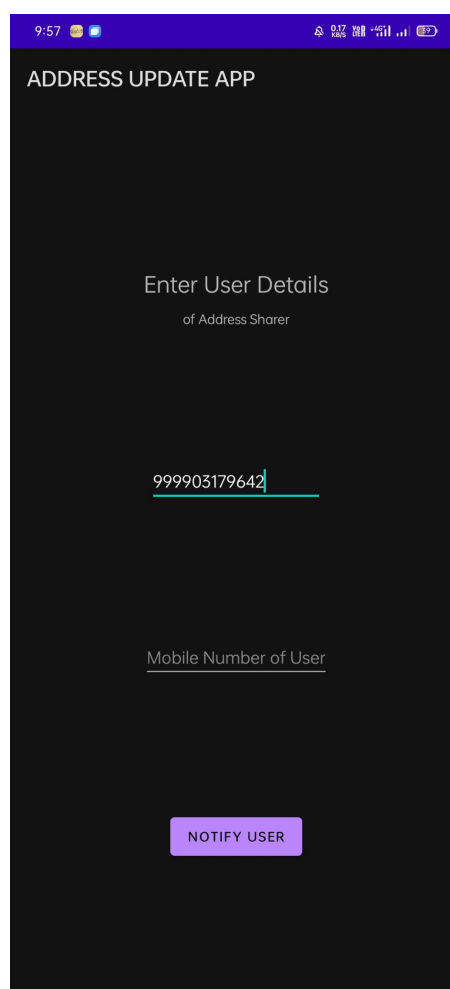 9:57
0.17 KB/S
4G
59
ADDRESS UPDATE APP
Enter User Details
of Address Sharer
999903179642
Mobile Number of User
NOTIFY USER